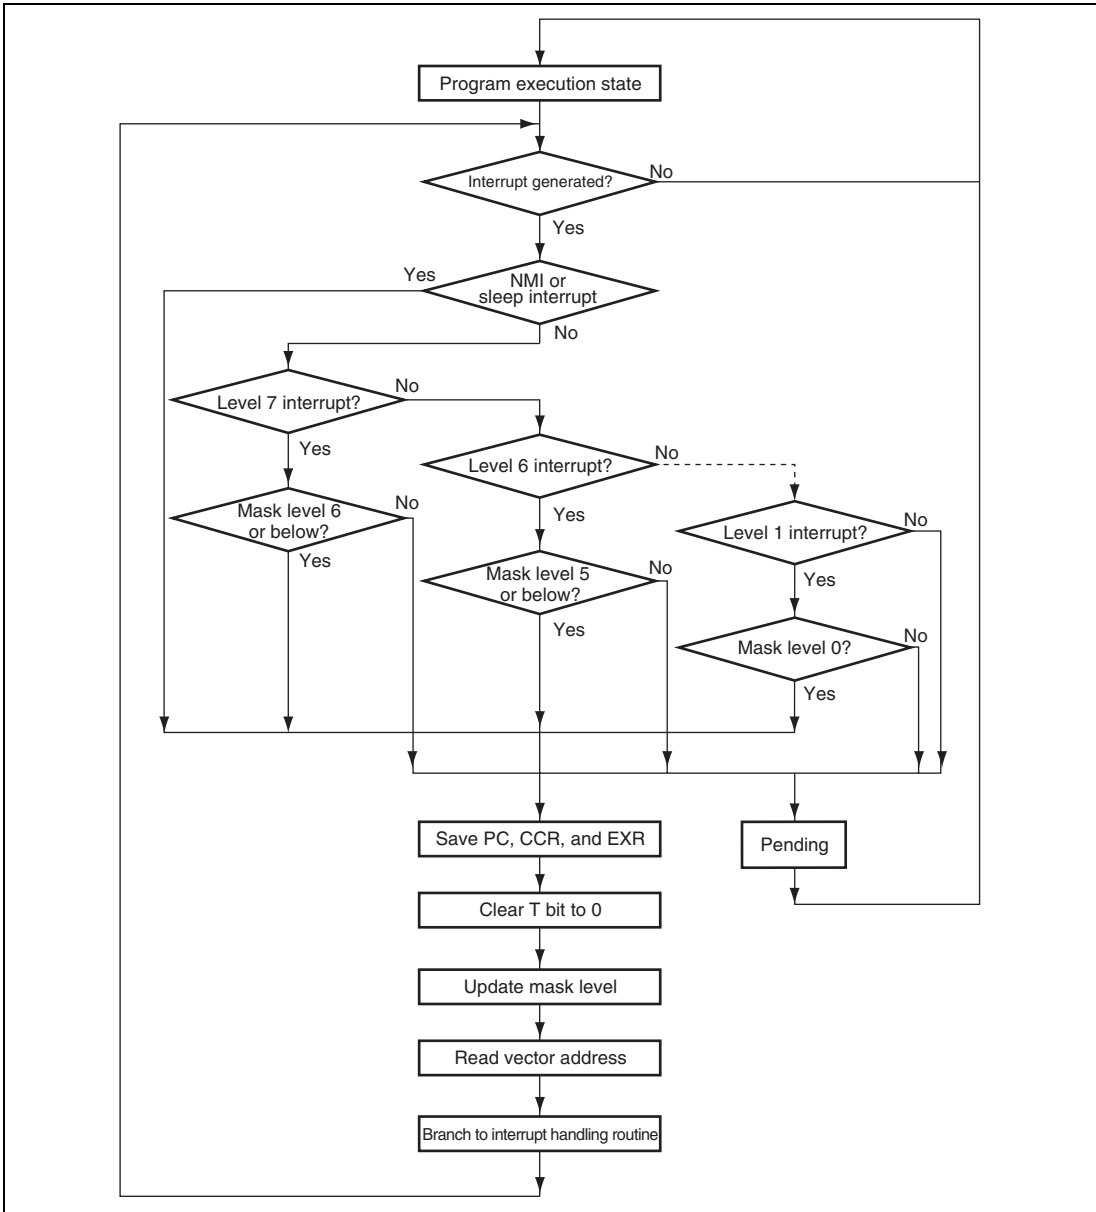 Program execution state
Interrupt generated?
No
Yes
Yes
NMI or
sleep interrupt
No
Level 7 interrupt?
No
Yes
Level 6 interrupt?
No
Yes
Mask level 6
or below?
No
Yes
Level 1 interrupt?
No
Yes
Mask level 5
or below?
No
Yes
Mask level 0?
No
Yes
Save PC, CCR, and EXR
Pending
Clear T bit to 0
Update mask level
Read vector address
Branch to interrupt handling routine